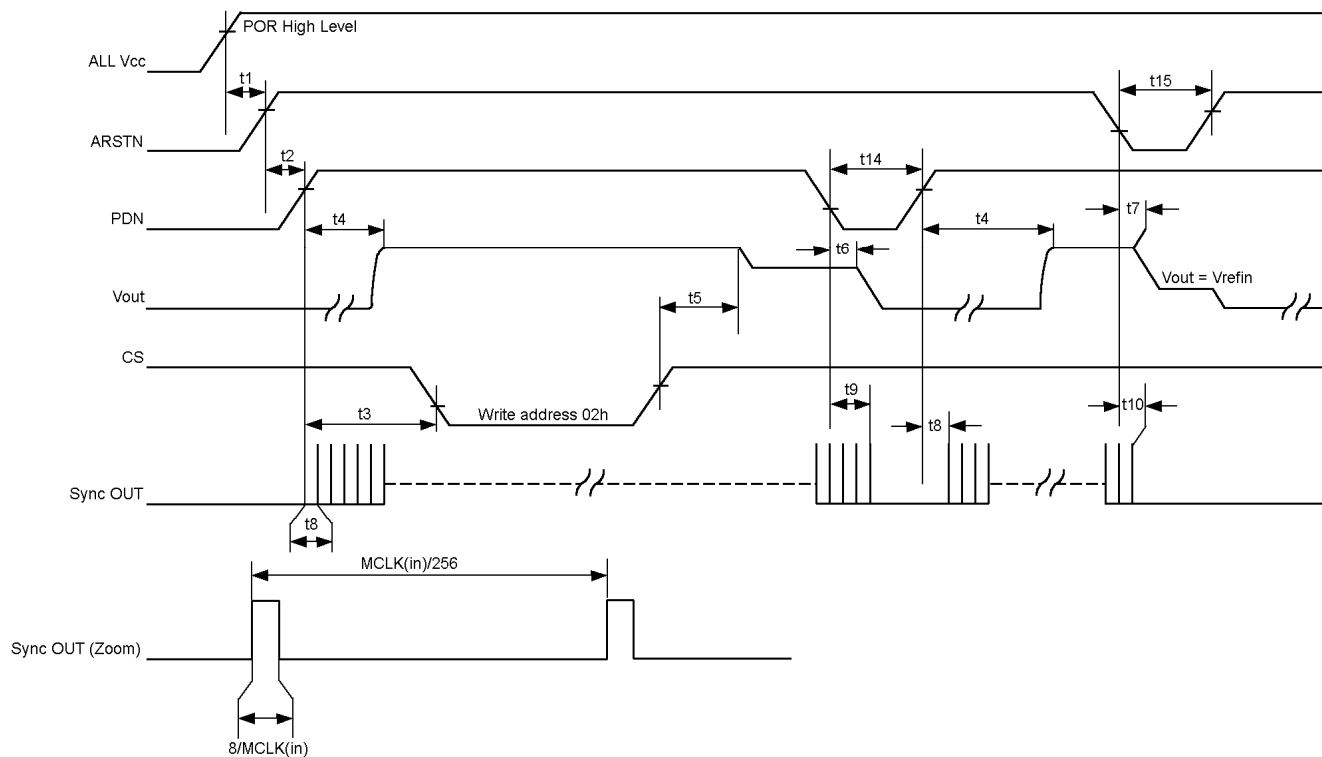 POR High Level
ALL Vcc
t1
t15
ARSTN
t2
t14
PDN
t4
t4
t7
t6
Vout = Vrefin
Vout
t5
CS
t3
Write address 02h
t9
t10
t8
Sync OUT
t8
MCLK(in)/256
Sync OUT (Zoom)
8/MCLK(in)